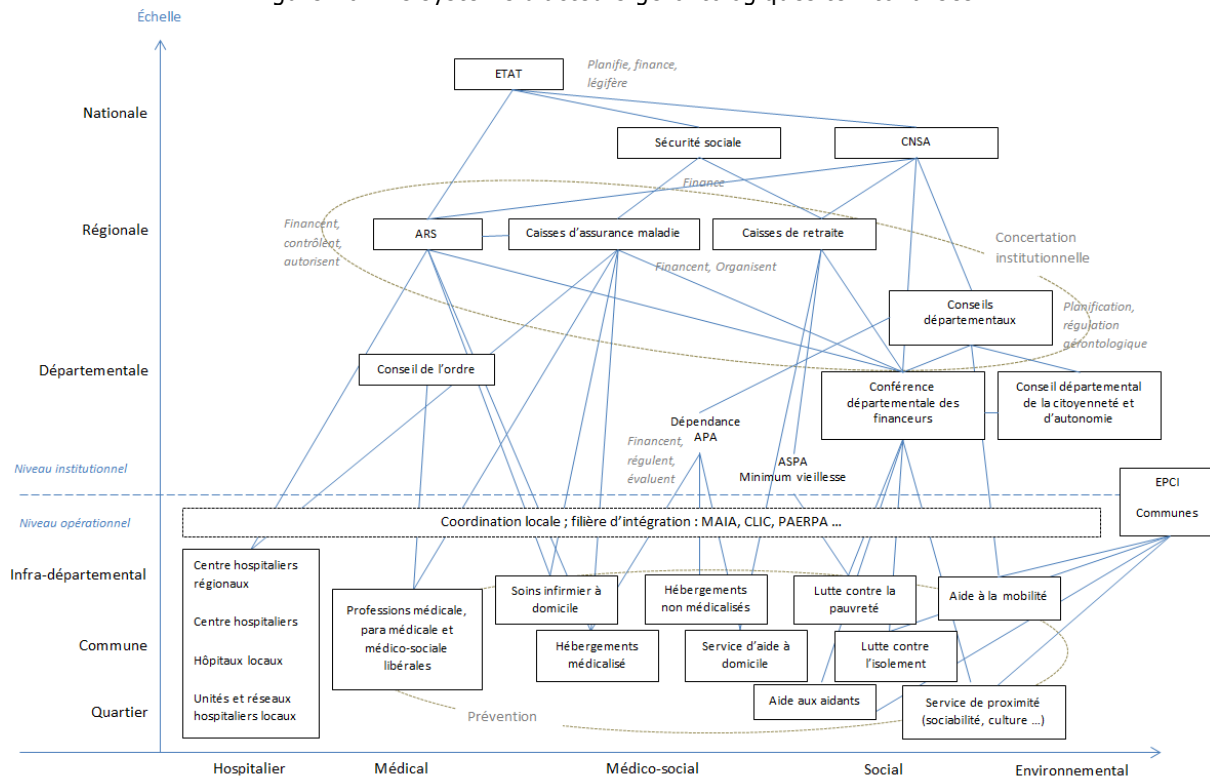 Échelle
ETAT
Planifie, finance,
légifère
Nationale
Sécurité sociale
CNSA
Finance
Régionale
Financent,
contrôlent,
autorisent
ARS
Caisses d'assurance maladie
Caisses de retraite
Concertation
institutionnelle
Financent, Organisent
Conseils
départementaux
Planification,
régulation
gérontologique
Départementale
Conseil de l'ordre
Conférence
départementale des
financeurs
Conseil départemental
de la citoyenneté et
d'autonomie
Dépendance
APA
Financent,
régulent,
évaluent
ASPA
Minimum vieillesse
Niveau institutionnel
EPCI
Communes
Niveau opérationnel
Coordination locale ; filière d'intégration : MAIA, CLIC, PAERPA ...
Infra-départemental
Centre hospitaliers
régionaux
Centre hospitaliers
Hôpitaux locaux
Unités et réseaux
hospitaliers locaux
Professions médicale,
para médicale et
médico-sociale
libérales
Soins infirmier à
domicile
Hébergements
non médicalisés
Lutte contre la
pauvreté
Aide à la mobilité
Commune
Hébergements
médicalisé
Service d'aide à
domicile
Lutte contre
l'isolement
Quartier
Prévention
Aide aux aidants
Service de proximité
(sociabilité, culture ...)
Hospitalier
Médical
Médico-social
Social
Environnemental